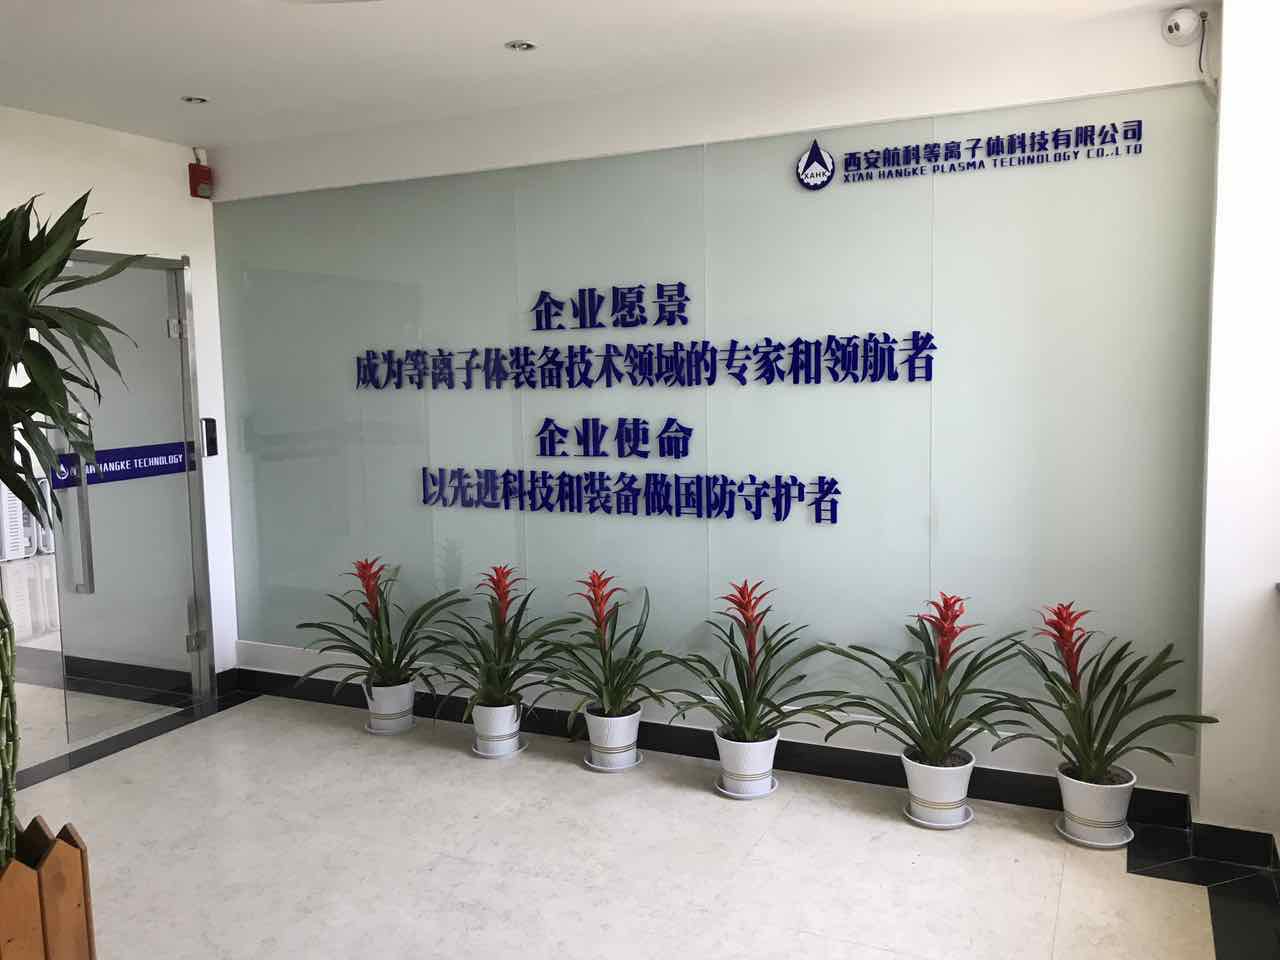 西安航科等离子体科技有限公司
XI'AN HANGKE PLASMA TECHNOLOGY CO.,LTD
XAHK
企业愿景
成为等离子体装备技术领域的专家和领航者
企业使命
以先进科技和装备做国防守护者
XI'AN HANGKE TECHNOLOGY